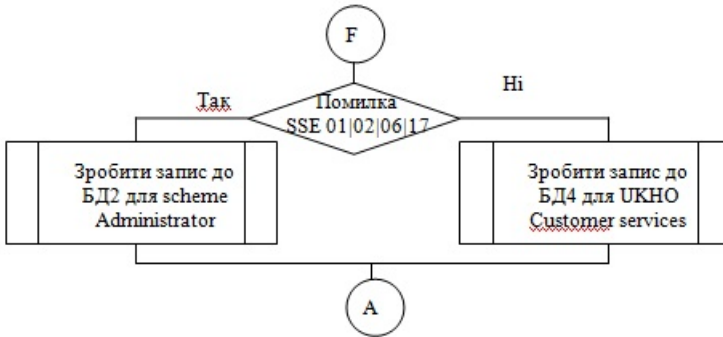 F
Так
Ні
Помилка
SSE 01|02|06|17
Зробити запис до
БД2 для scheme
Administrator
Зробити запис до
БД4 для UKHO
Customer services
A